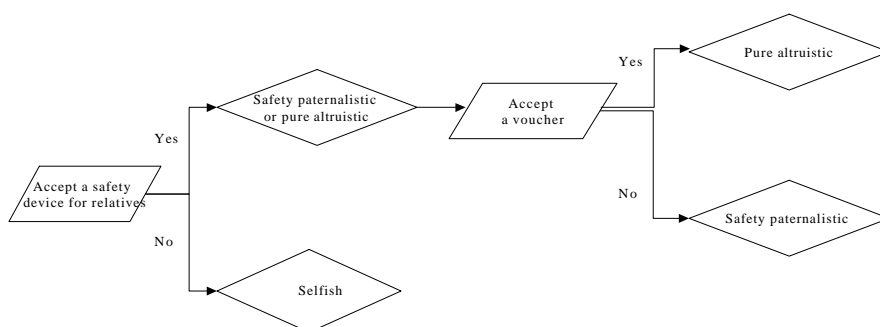 Accept a safety
device for relatives
Yes
No
Safety paternalistic
or pure altruistic
Selfish
Accept
a voucher
Yes
No
Pure altruistic
Safety paternalistic